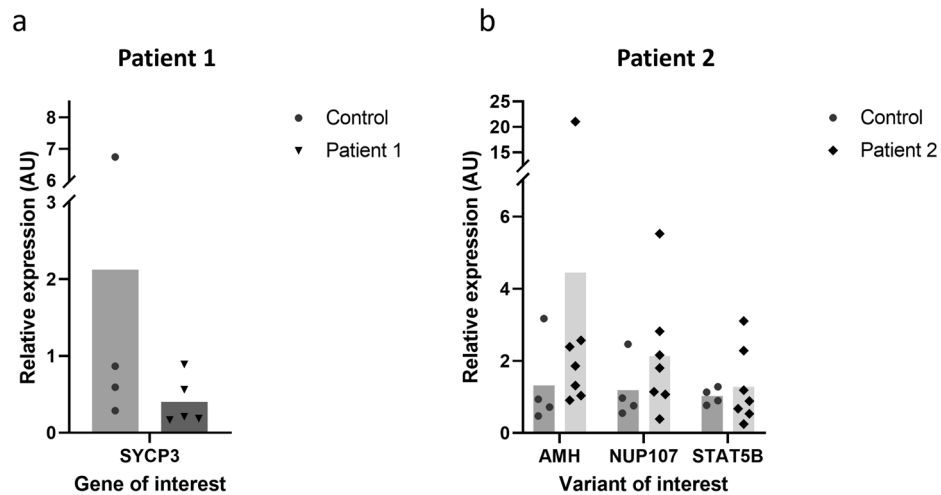 a
Patient 1
Relative expression (AU)
8
7
6
3
2
1
0
SYCP3
Gene of interest
Control
Patient 1
b
Patient 2
Relative expression (AU)
25
20
15
6
4
2
0
AMH NUP107 STAT5B
Variant of interest
Control
Patient 2